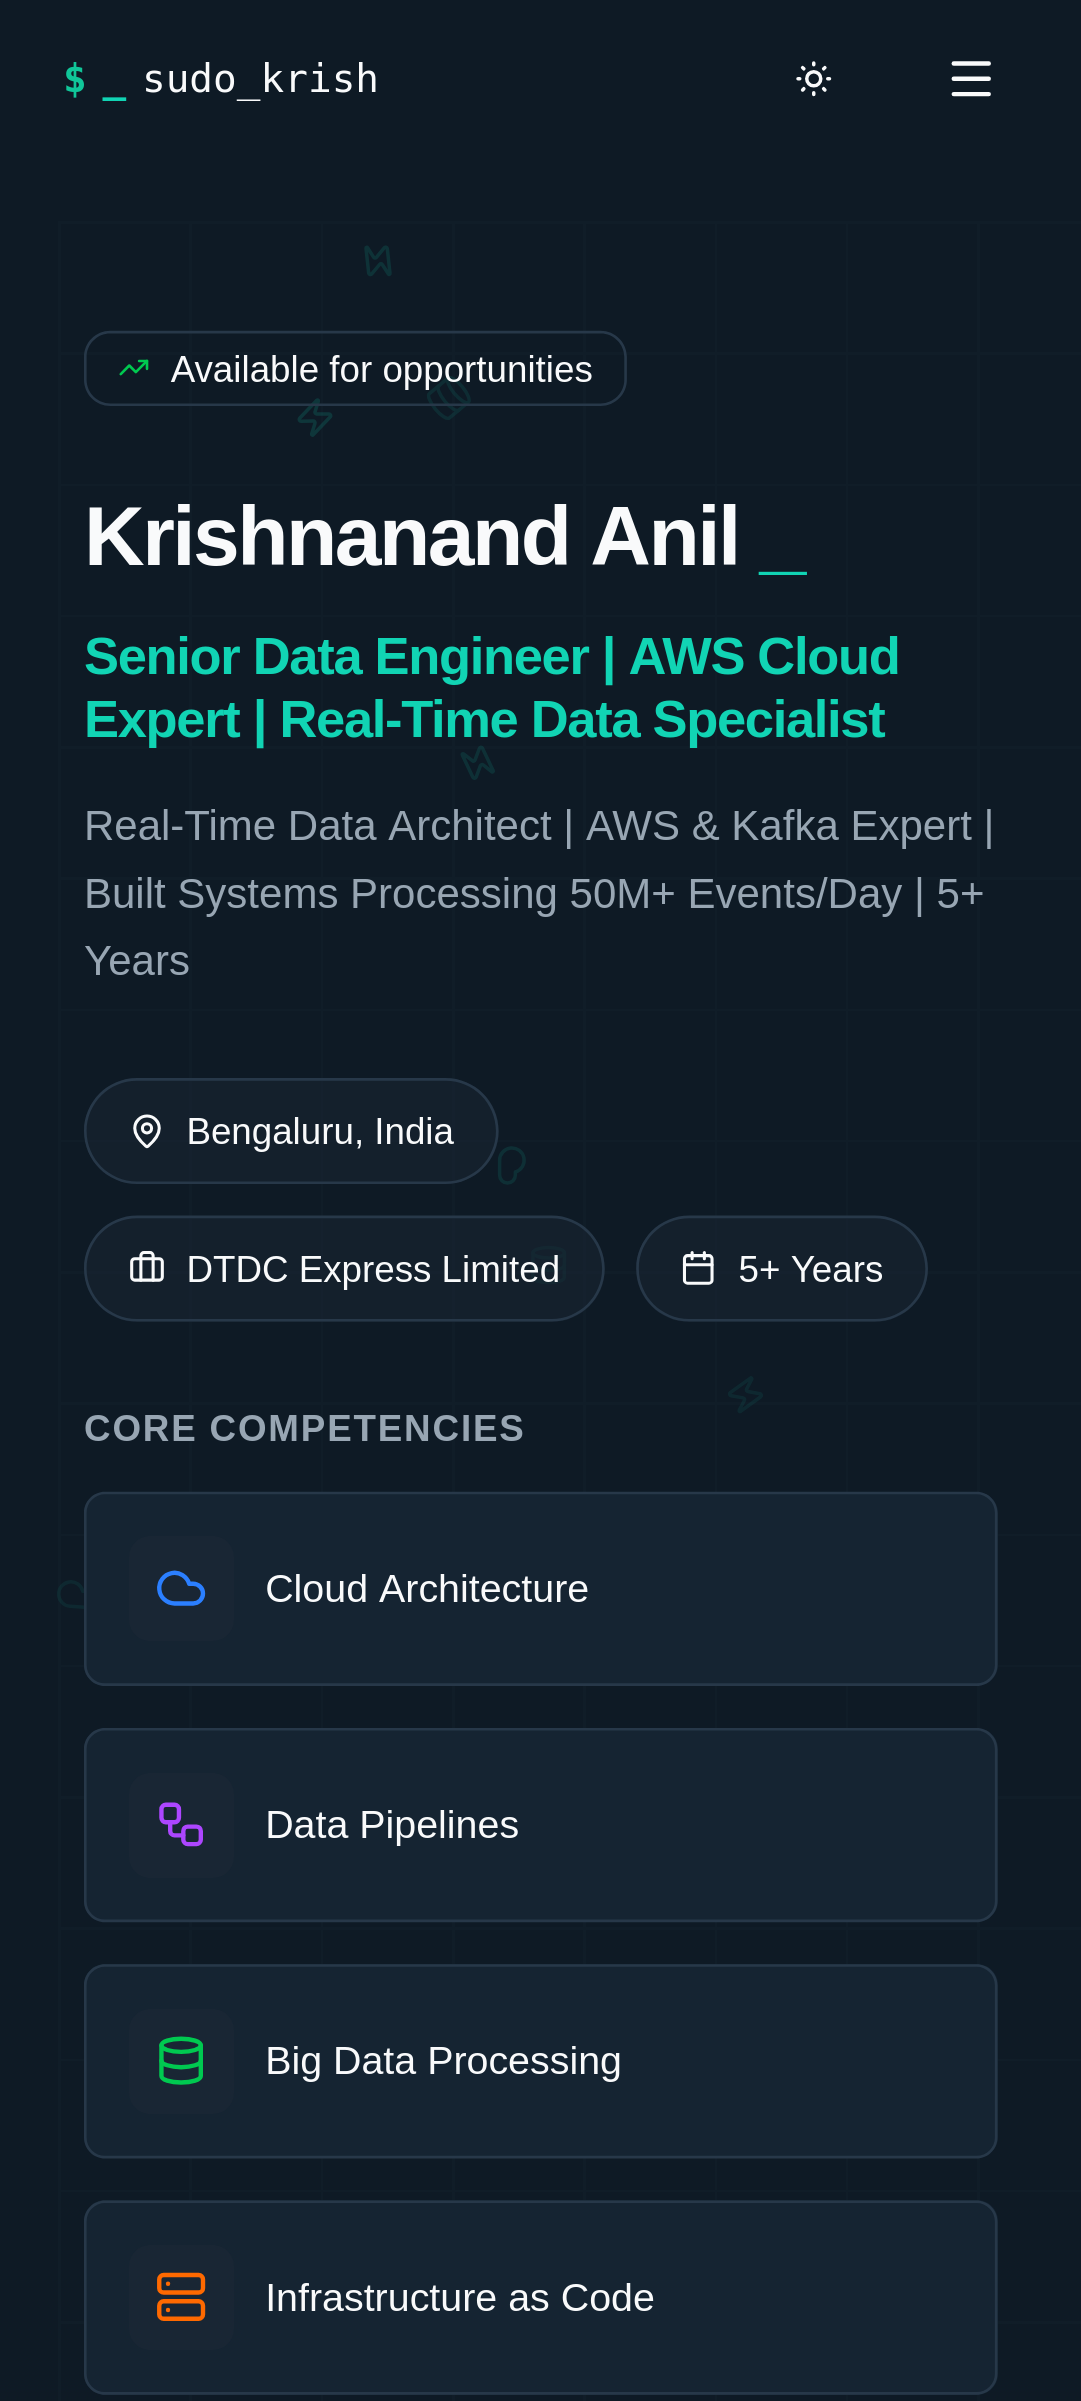 $ _ sudo_krish
Available for opportunities
Krishnanand Anil _
Senior Data Engineer | AWS Cloud
Expert | Real-Time Data Specialist
Real-Time Data Architect | AWS & Kafka Expert |
Built Systems Processing 50M+ Events/Day | 5+
Years
Bengaluru, India
DTDC Express Limited
5+ Years
CORE COMPETENCIES
Cloud Architecture
Data Pipelines
Big Data Processing
Infrastructure as Code